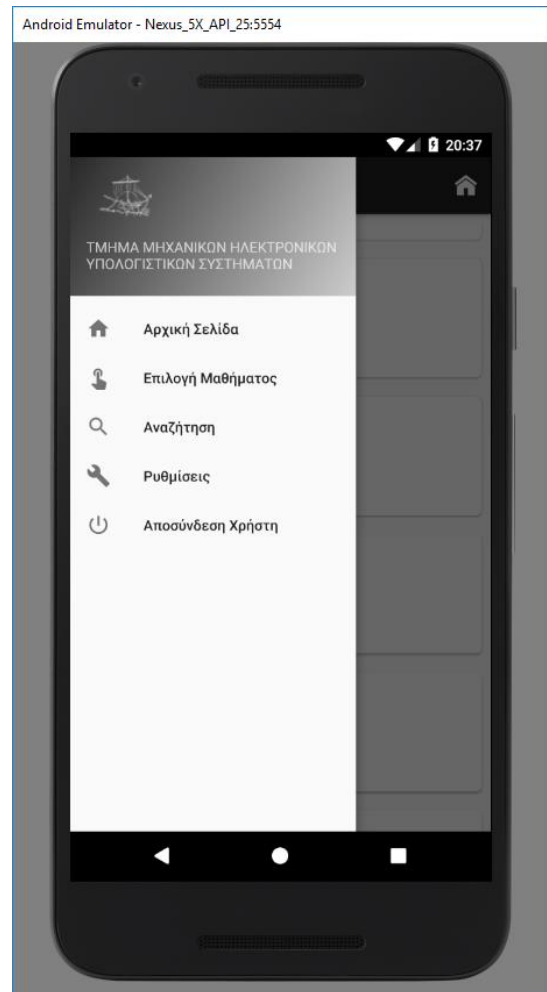 Android Emulator - Nexus_5X_API_25:5554
20:37
ΤΜΗΜΑ ΜΗΧΑΝΙΚΩΝ ΗΛΕΚΤΡΟΝΙΚΩΝ
ΥΠΟΛΟΓΙΣΤΙΚΩΝ ΣΥΣΤΗΜΑΤΩΝ
Αρχική Σελίδα
Επιλογή Μαθήματος
Αναζήτηση
Ρυθμίσεις
Αποσύνδεση Χρήστη